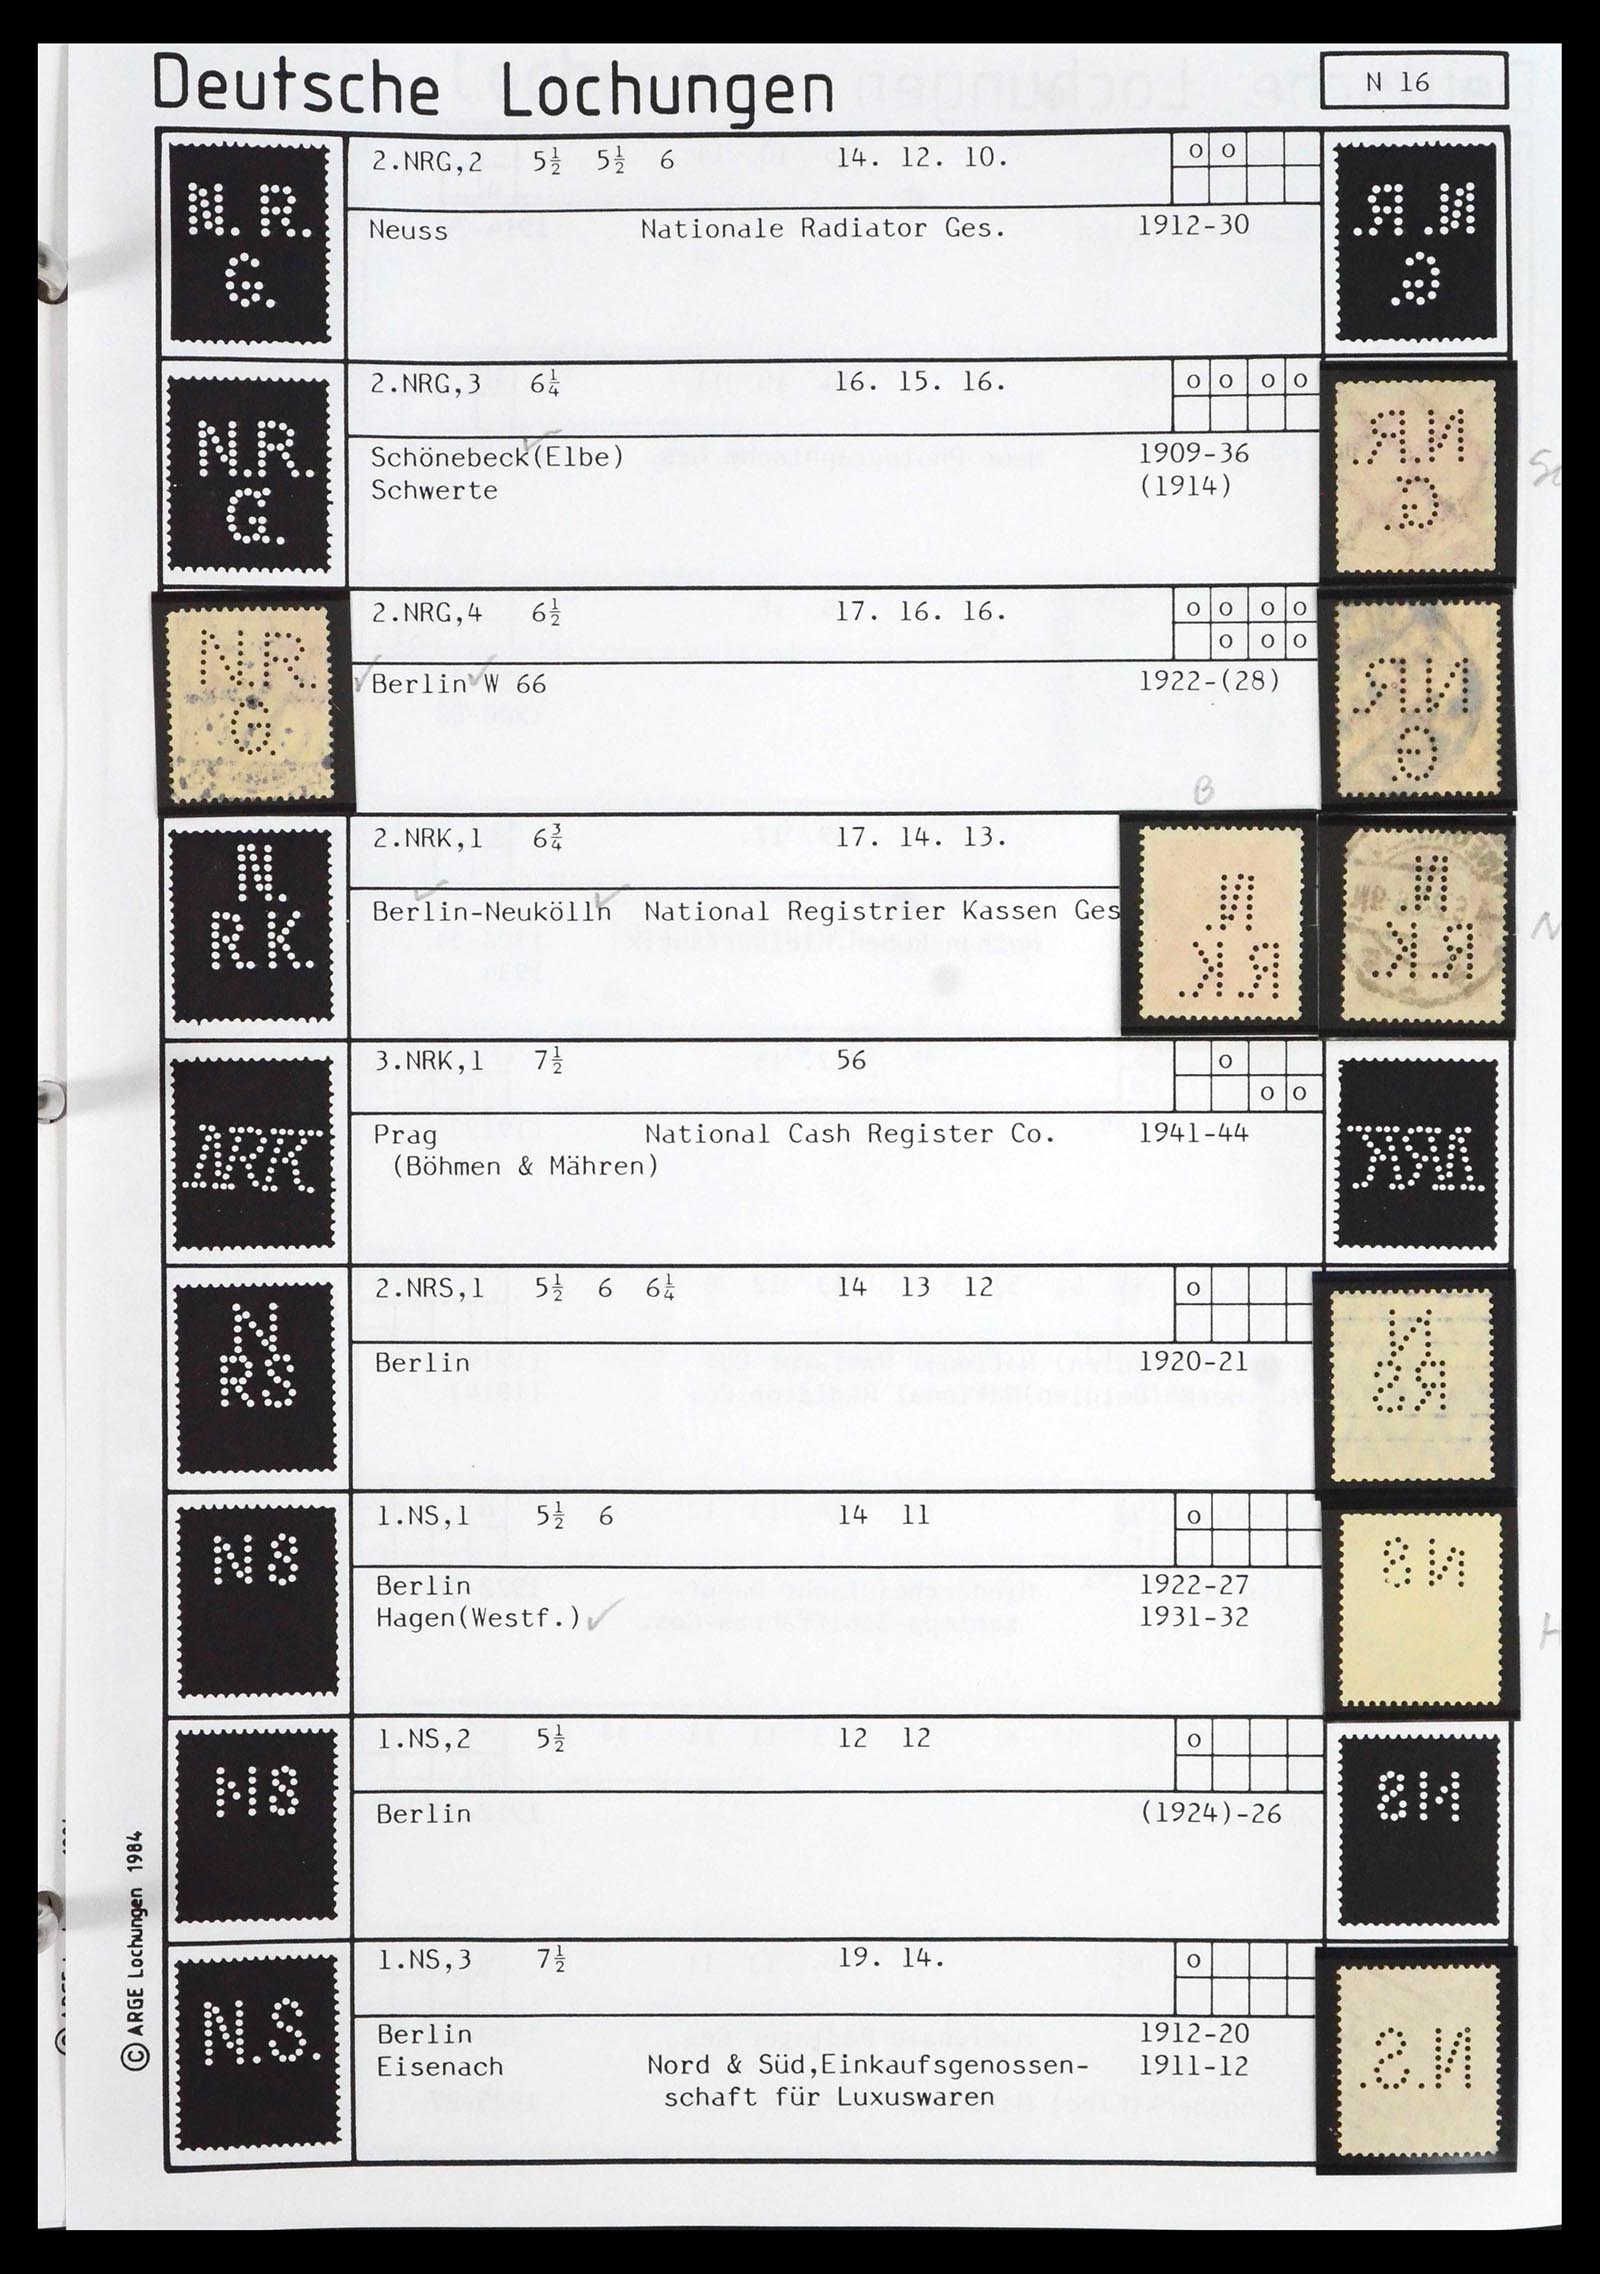 Deutsche Lochungen
N 16
N.R.
G.
2.NRG,2 5½ 5½ 6 14. 12. 10. o o
Neuss Nationale Radiator Ges. 1912-30
N.R.
G.
2.NRG,3 6¼ 16. 15. 16. o o o o
Schönebeck(Elbe) 1909-36
Schwerte (1914)
N.R.
G.
2.NRG,4 6½ 17. 16. 16. o o o o
o o o
Berlin W 66 1922-(28)
B
N.
R.K.
2.NRK,1 6¾ 17. 14. 13.
Berlin-Neukölln National Registrier Kassen Ges
N
NRK
3.NRK,1 7½ 56 o
o o
Prag National Cash Register Co. 1941-44
(Böhmen & Mähren)
N
RS
2.NRS,1 5½ 6 6¼ 14 13 12 o
Berlin 1920-21
NS
1.NS,1 5½ 6 14 11 o
Berlin 1922-27
Hagen(Westf.) 1931-32
H
NS
1.NS,2 5½ 12 12 o
Berlin (1924)-26
N.S.
1.NS,3 7½ 19. 14. o
Berlin 1912-20
Eisenach Nord & Süd,Einkaufsgenossen- 1911-12
schaft für Luxuswaren
© ARGE Lochungen 1984